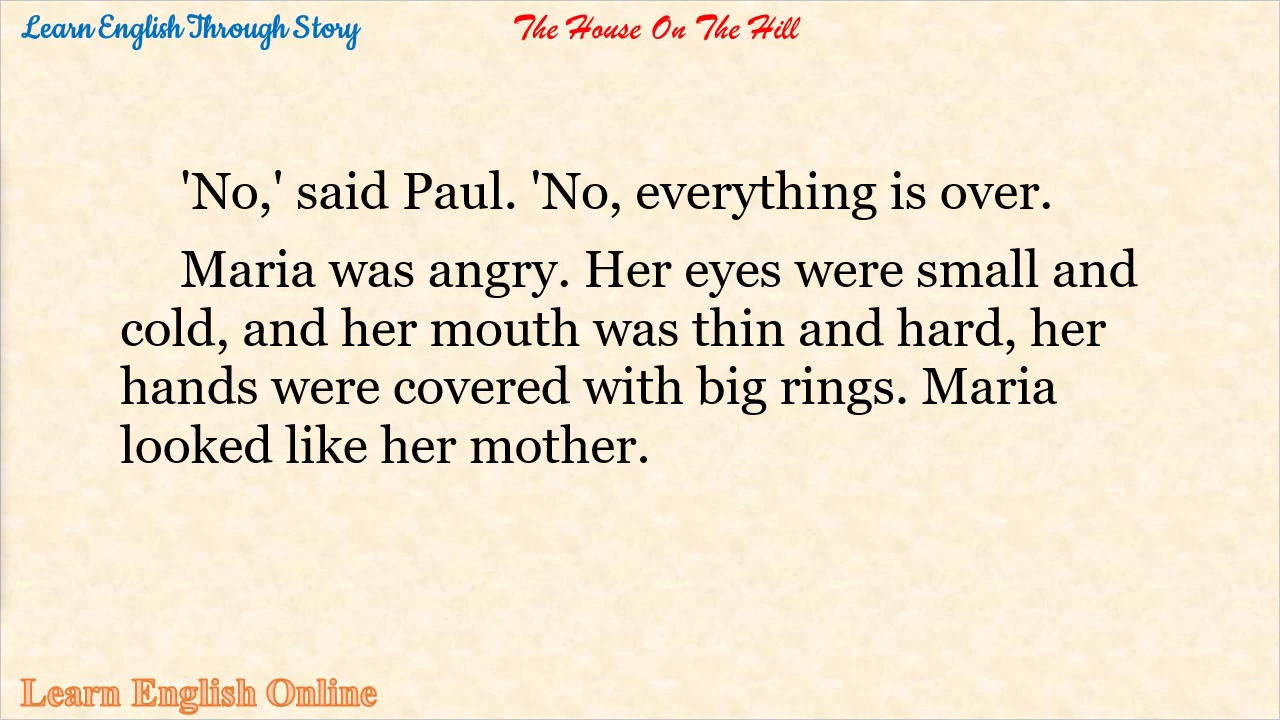 Learn English Through Story
The House On The Hill
'No,' said Paul. 'No, everything is over.
Maria was angry. Her eyes were small and
cold, and her mouth was thin and hard, her
hands were covered with big rings. Maria
looked like her mother.
Learn English Online